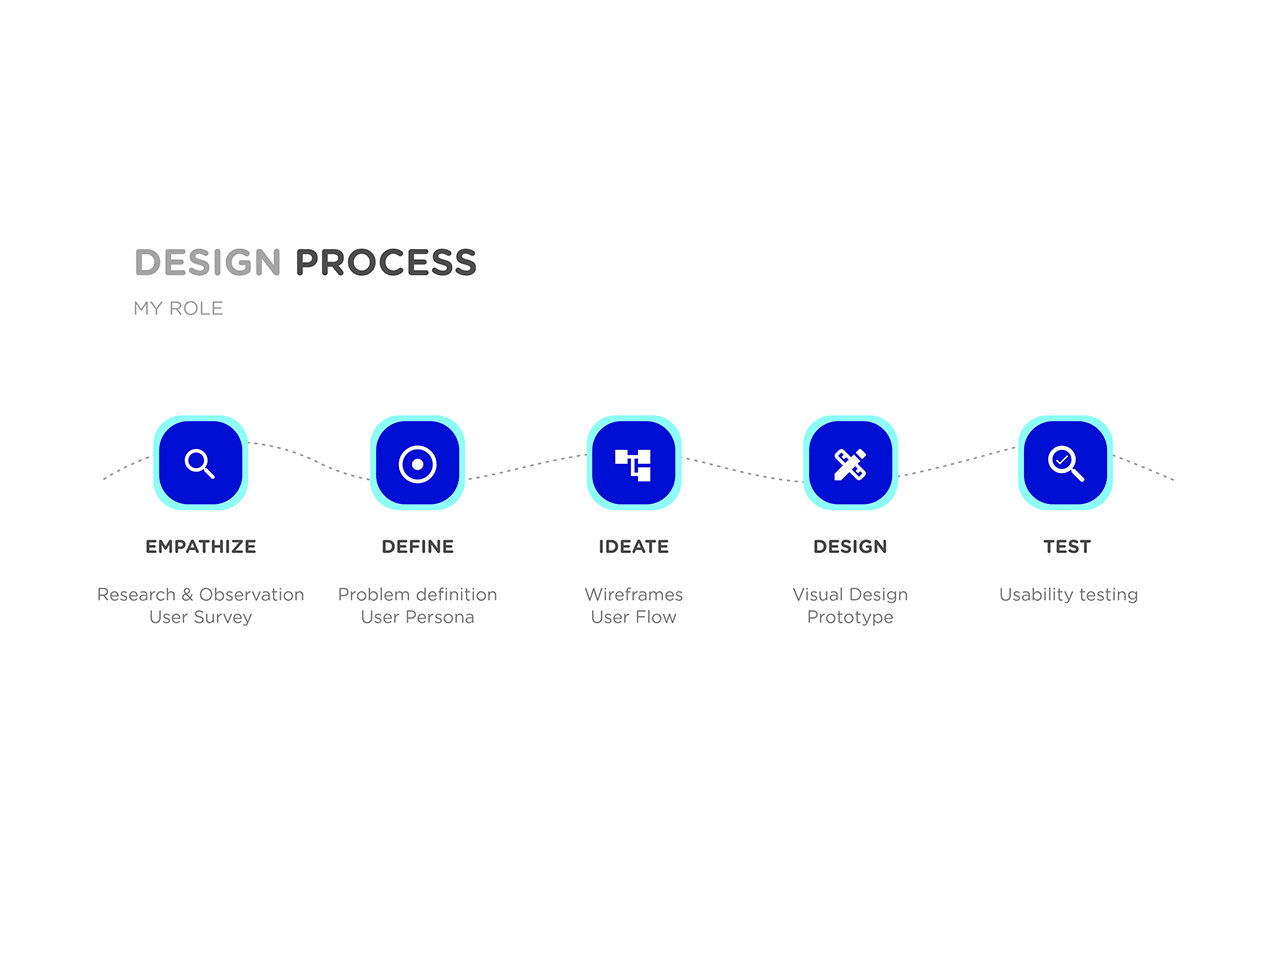 DESIGN PROCESS
MY ROLE
EMPATHIZE
Research & Observation
User Survey
DEFINE
Problem definition
User Persona
IDEATE
Wireframes
User Flow
DESIGN
Visual Design
Prototype
TEST
Usability testing